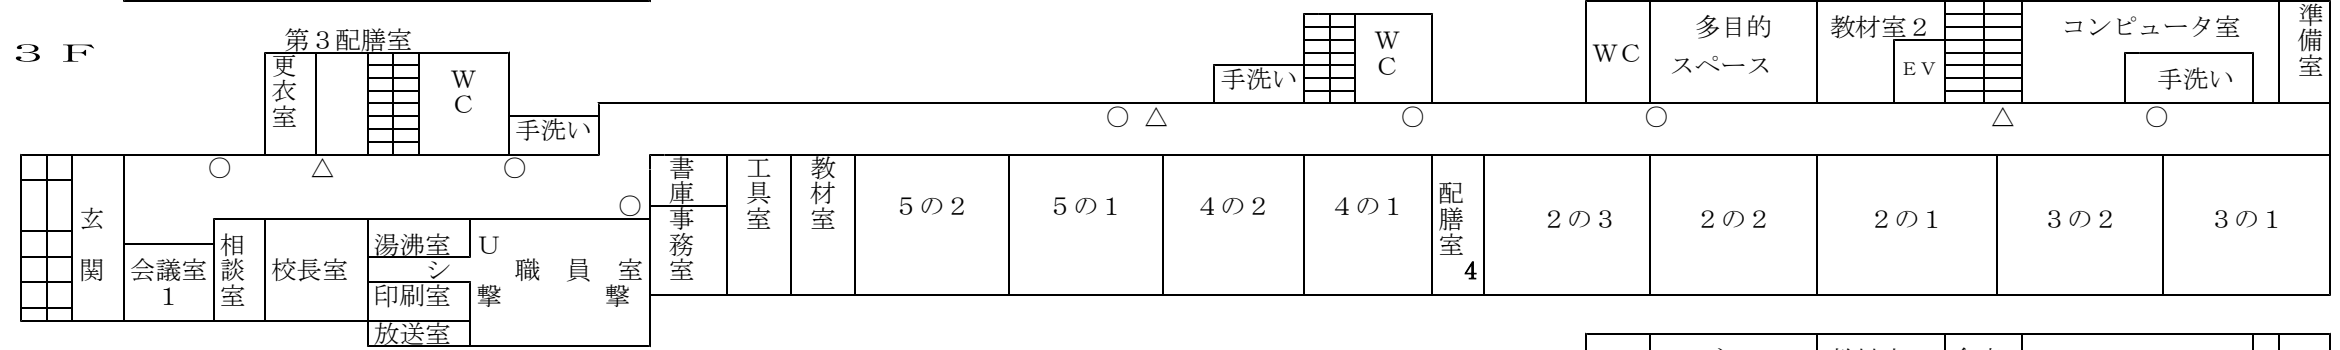 ３Ｆ
第３配膳室
更衣室
ＷＣ
手洗い
手洗い
ＷＣ
ＷＣ
多目的
スペース
教材室２
ＥＶ
コンピュータ室
手洗い
準備室
○
△
○
○
△
○
○
△
○
○
玄関
会議室
１
相談室
校長室
湯沸室
シ
印刷室
放送室
Ｕ
撃
職員室
撃
書庫
事務室
工具室
教材室
５の２
５の１
４の２
４の１
配膳室
4
２の３
２の２
２の１
３の２
３の１